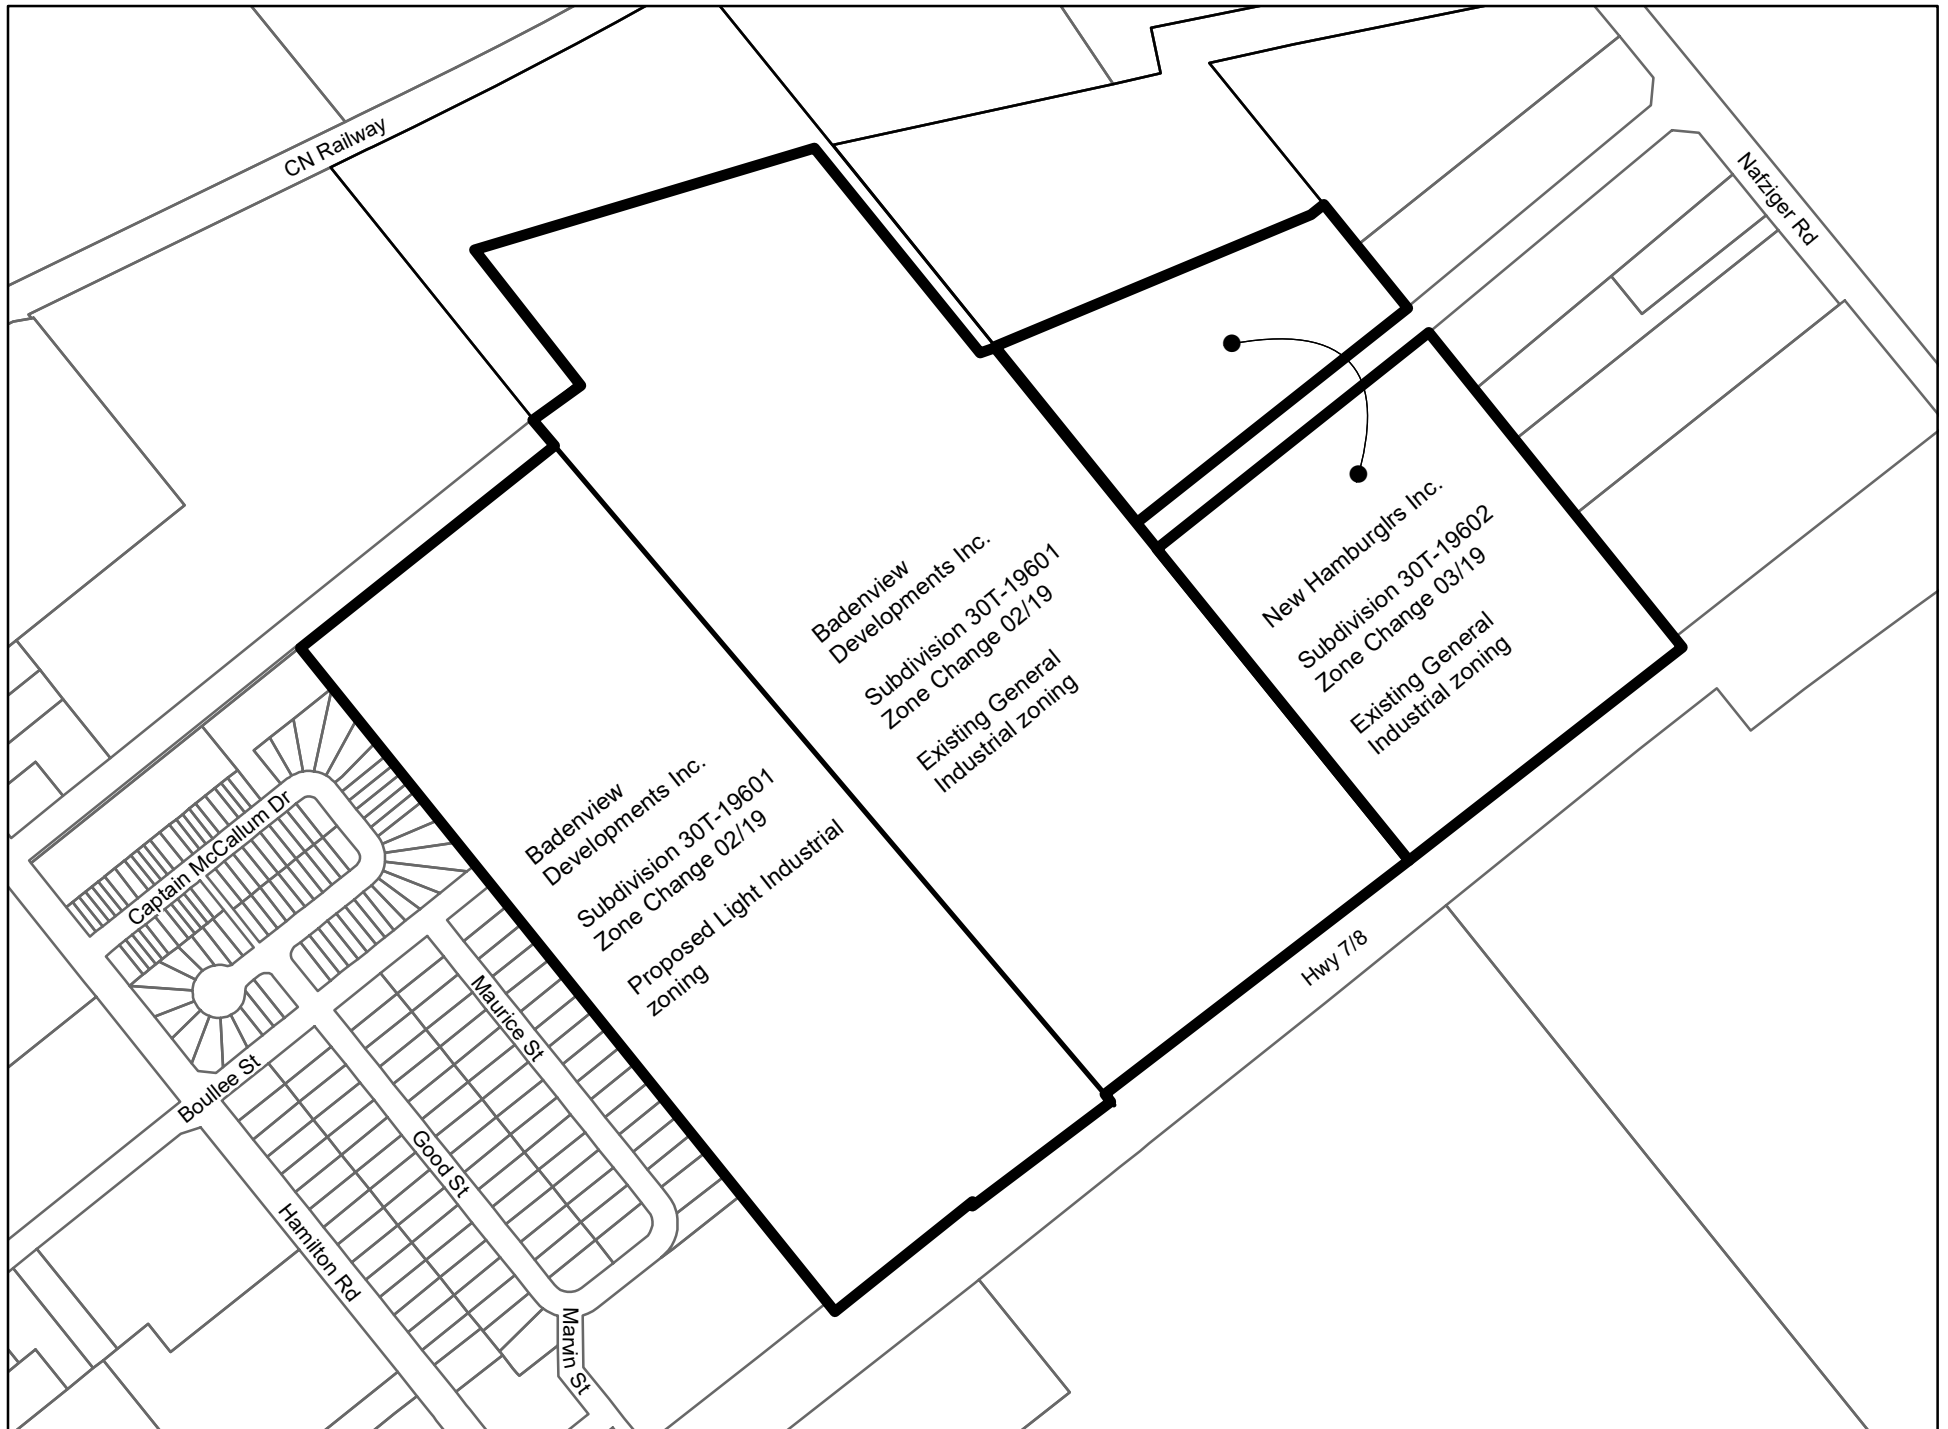 CN Railway
Nafziger Rd
New Hamburglrs Inc.
Subdivision 30T-19602
Zone Change 03/19
Existing General
Industrial zoning
Badenview
Developments Inc.
Subdivision 30T-19601
Zone Change 02/19
Existing General
Industrial zoning
Badenview
Developments Inc.
Subdivision 30T-19601
Zone Change 02/19
Proposed Light Industrial
zoning
Captain McCallum Dr
Hwy 7/8
Maurice St
Boullee St
Good St
Hamilton Rd
Marvin St